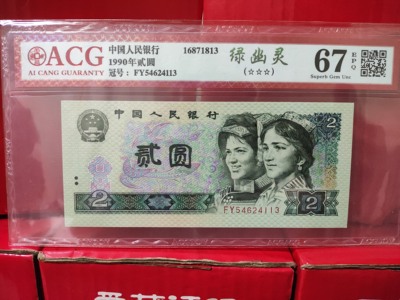 ACG
AI CANG GUARANTY
中国人民银行
1990年贰圆
冠号：FY54624113
16871813
绿幽灵
(☆☆☆)
67 EPQ
Superb Gem Unc
中国人民银行
2
贰圆
FY54624113
2
2